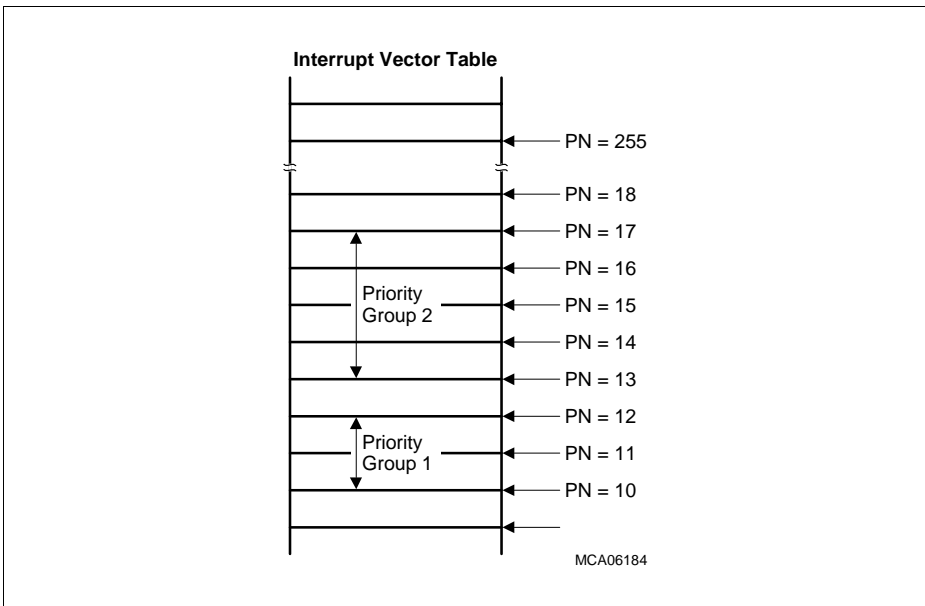 Interrupt Vector Table
PN = 255
PN = 18
PN = 17
PN = 16
Priority
Group 2
PN = 15
PN = 14
PN = 13
PN = 12
Priority
Group 1
PN = 11
PN = 10
MCA06184